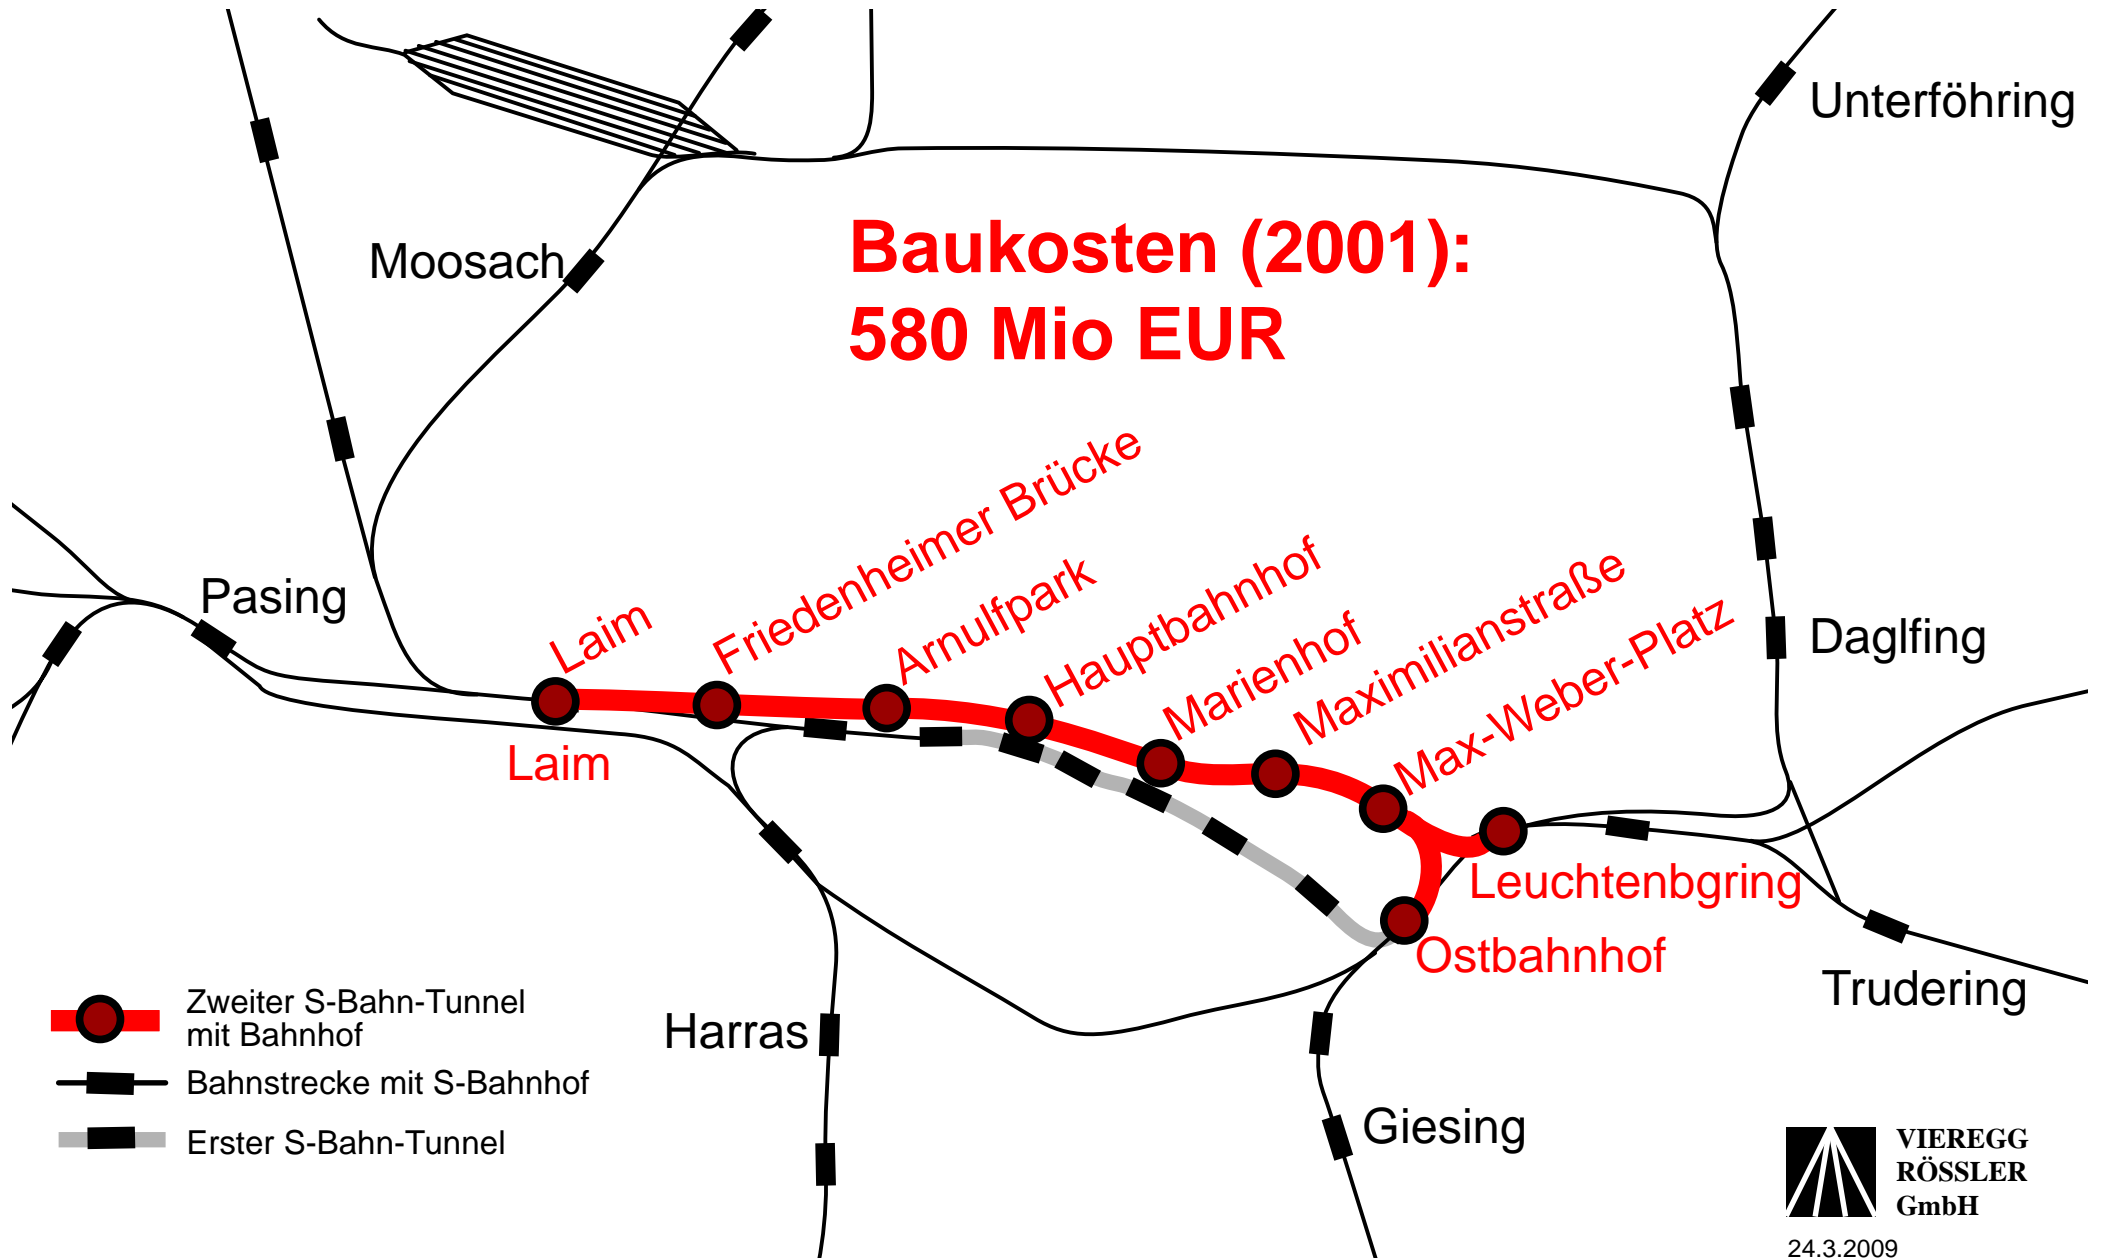 Unterföhring
Moosach
Baukosten (2001):
580 Mio EUR
Pasing
Laim
Friedenheimer Brücke
Arnulfpark
Hauptbahnhof
Marienhof
Maximilianstraße
Max-Weber-Platz
Daglfing
Laim
Leuchtenbgring
Ostbahnhof
Trudering
Harras
Giesing
Zweiter S-Bahn-Tunnel
mit Bahnhof
Bahnstrecke mit S-Bahnhof
Erster S-Bahn-Tunnel
VIEREGG
RÖSSLER
GmbH
24.3.2009